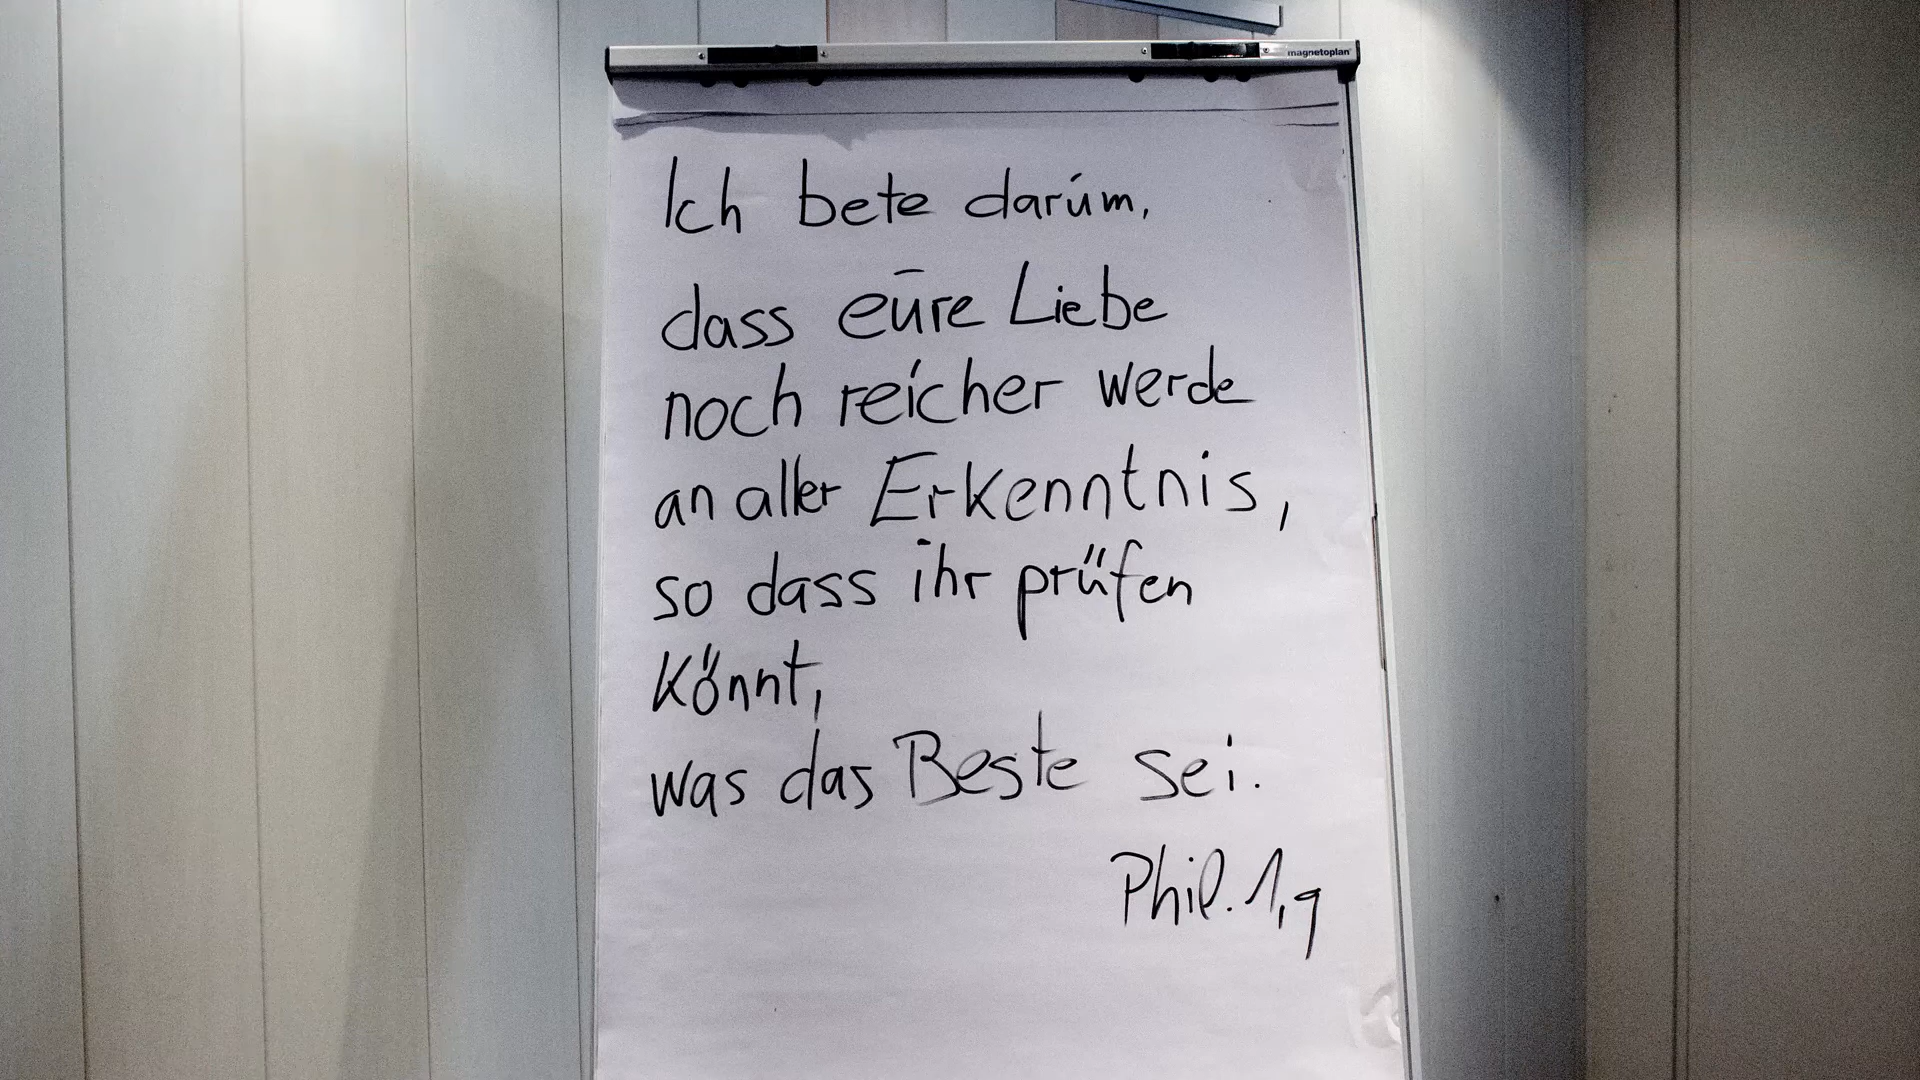 magnetoplan
Ich bete darum,
dass eure Liebe
noch reicher werde
an aller Erkenntnis,
so dass ihr prüfen
könnt,
was das Beste sei.
Phil. 1,9